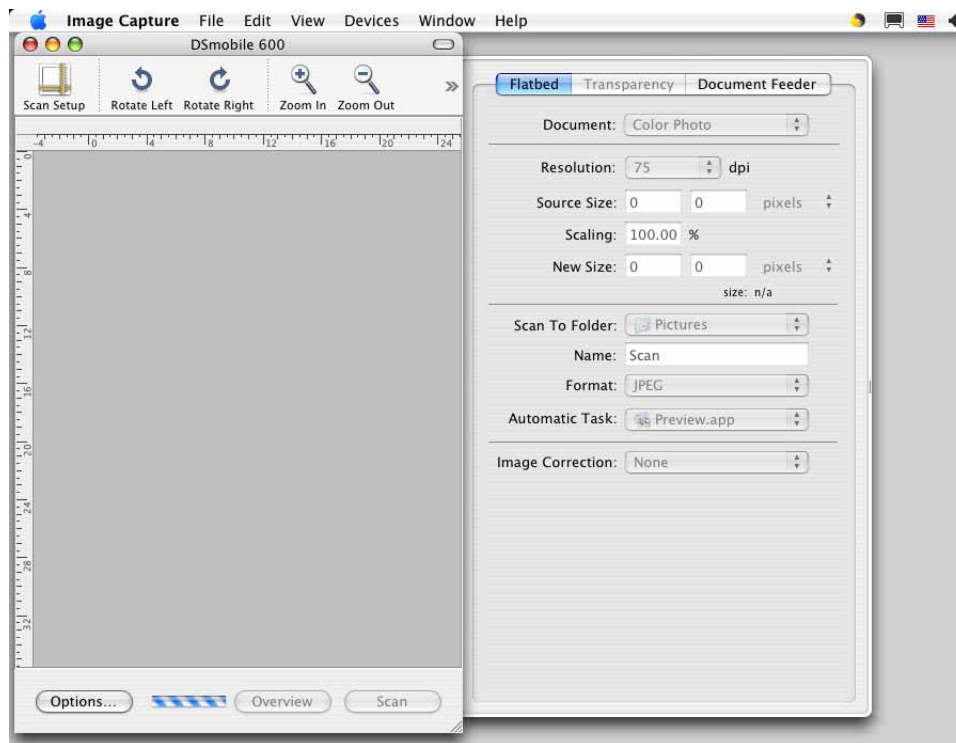 Image Capture File Edit View Devices Window Help
DSmobile 600
Scan Setup Rotate Left Rotate Right Zoom In Zoom Out »
-4 0 4 8 12 16 20 24
0
4
8
12
16
20
24
28
32
Options... Overview Scan
Flatbed Transparency Document Feeder
Document: Color Photo
Resolution: 75 dpi
Source Size: 0 0 pixels
Scaling: 100.00 %
New Size: 0 0 pixels
size: n/a
Scan To Folder: Pictures
Name: Scan
Format: JPEG
Automatic Task: Preview.app
Image Correction: None